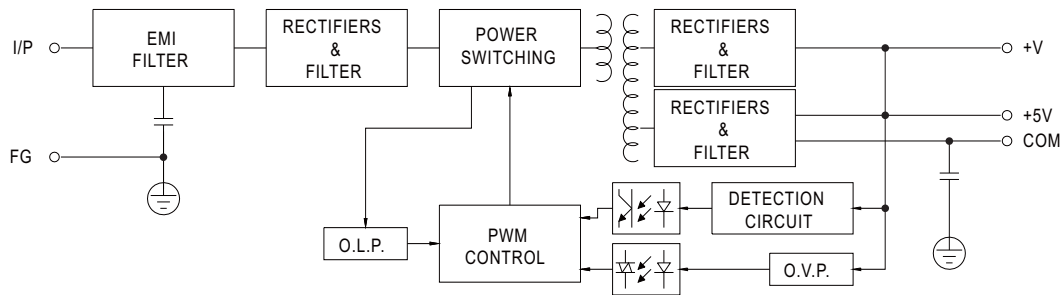 I/P
EMI
FILTER
RECTIFIERS
&
FILTER
POWER
SWITCHING
RECTIFIERS
&
FILTER
+V
RECTIFIERS
&
FILTER
+5V
COM
FG
DETECTION
CIRCUIT
O.L.P.
PWM
CONTROL
O.V.P.